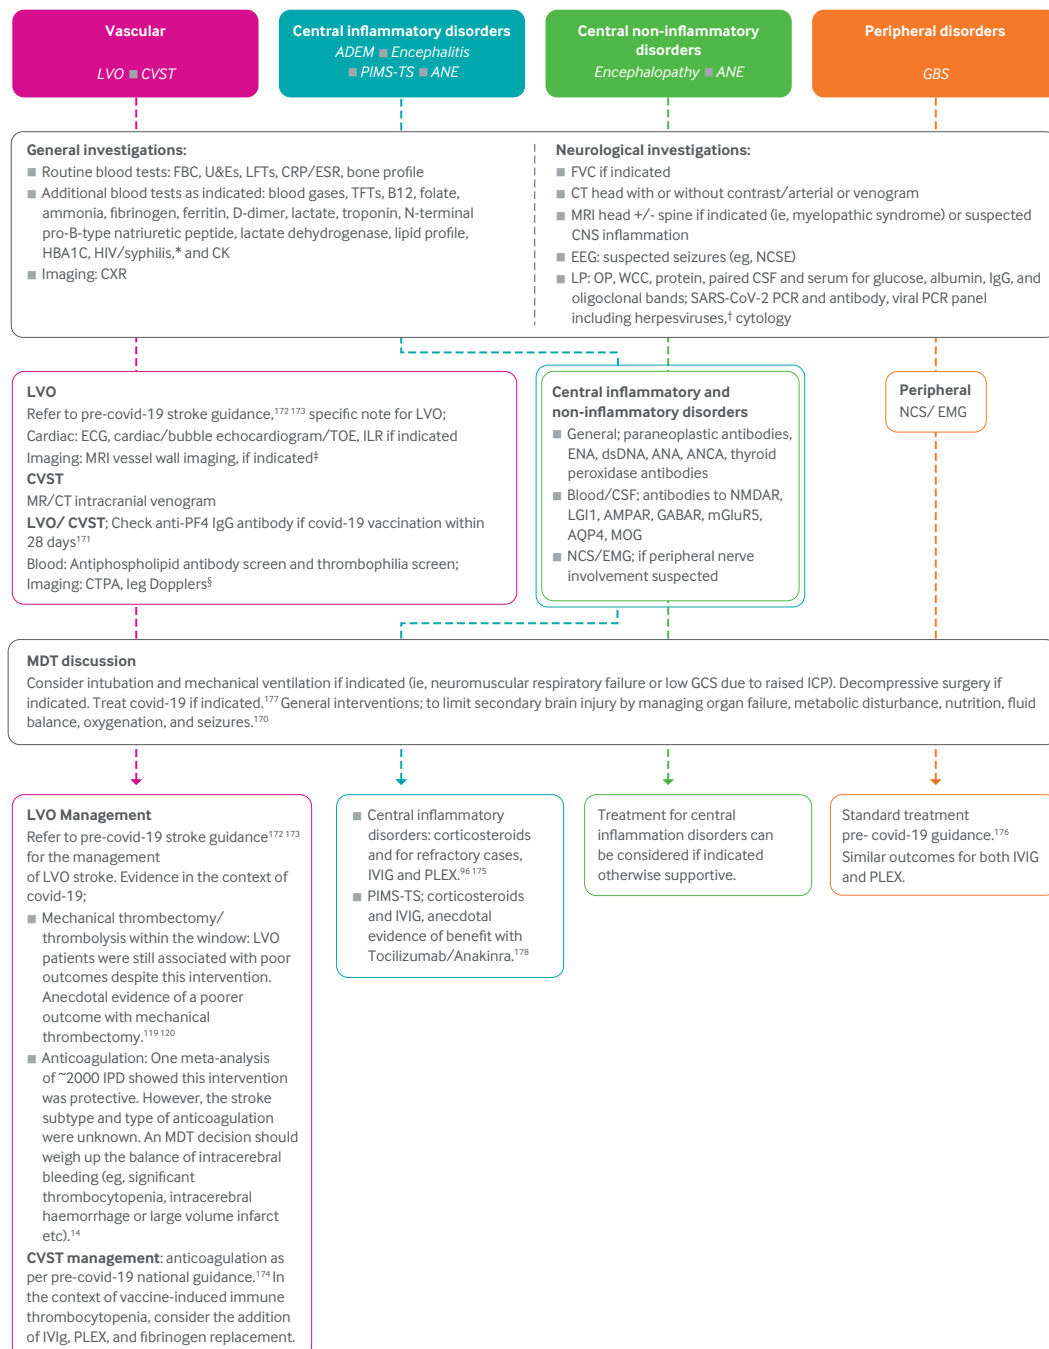 Vascular
LVO ■ CVST
Central inflammatory disorders
ADEM ■ Encephalitis
■ PIMS-TS ■ ANE
Central non-inflammatory
disorders
Encephalopathy ■ ANE
Peripheral disorders
GBS
General investigations:
■ Routine blood tests: FBC, U&Es, LFTs, CRP/ESR, bone profile
■ Additional blood tests as indicated: blood gases, TFTs, B12, folate,
ammonia, fibrinogen, ferritin, D-dimer, lactate, troponin, N-terminal
pro-B-type natriuretic peptide, lactate dehydrogenase, lipid profile,
HBA1C, HIV/syphilis,* and CK
■ Imaging: CXR
Neurological investigations:
■ FVC if indicated
■ CT head with or without contrast/arterial or venogram
■ MRI head +/- spine if indicated (ie, myelopathic syndrome) or suspected
CNS inflammation
■ EEG: suspected seizures (eg, NCSE)
■ LP: OP, WCC, protein, paired CSF and serum for glucose, albumin, IgG, and
oligoclonal bands; SARS-CoV-2 PCR and antibody, viral PCR panel
including herpesviruses,† cytology
LVO
Refer to pre-covid-19 stroke guidance,172 173 specific note for LVO;
Cardiac: ECG, cardiac/bubble echocardiogram/TOE, ILR if indicated
Imaging: MRI vessel wall imaging, if indicated‡
CVST
MR/CT intracranial venogram
LVO/ CVST; Check anti-PF4 IgG antibody if covid-19 vaccination within
28 days171
Blood: Antiphospholipid antibody screen and thrombophilia screen;
Imaging: CTPA, leg Dopplers§
Central inflammatory and
non-inflammatory disorders
■ General; paraneoplastic antibodies,
ENA, dsDNA, ANA, ANCA, thyroid
peroxidase antibodies
■ Blood/CSF; antibodies to NMDAR,
LGI1, AMPAR, GABAR, mGluR5,
AQP4, MOG
■ NCS/EMG; if peripheral nerve
involvement suspected
Peripheral
NCS/ EMG
MDT discussion
Consider intubation and mechanical ventilation if indicated (ie, neuromuscular respiratory failure or low GCS due to raised ICP). Decompressive surgery if
indicated. Treat covid-19 if indicated.177 General interventions; to limit secondary brain injury by managing organ failure, metabolic disturbance, nutrition, fluid
balance, oxygenation, and seizures.170
LVO Management
Refer to pre-covid-19 stroke guidance172 173
for the management
of LVO stroke. Evidence in the context of
covid-19;
■ Mechanical thrombectomy/
thrombolysis within the window: LVO
patients were still associated with poor
outcomes despite this intervention.
Anecdotal evidence of a poorer
outcome with mechanical
thrombectomy.119 120
■ Anticoagulation: One meta-analysis
of ~2000 IPD showed this intervention
was protective. However, the stroke
subtype and type of anticoagulation
were unknown. An MDT decision should
weigh up the balance of intracerebral
bleeding (eg, significant
thrombocytopenia, intracerebral
haemorrhage or large volume infarct
etc).14
CVST management: anticoagulation as
per pre-covid-19 national guidance.174 In
the context of vaccine-induced immune
thrombocytopenia, consider the addition
of IVIg, PLEX, and fibrinogen replacement.
■ Central inflammatory
disorders: corticosteroids
and for refractory cases,
IVIG and PLEX.96 175
■ PIMS-TS; corticosteroids
and IVIG, anecdotal
evidence of benefit with
Tocilizumab/Anakinra.178
Treatment for central
inflammation disorders can
be considered if indicated
otherwise supportive.
Standard treatment
pre- covid-19 guidance.176
Similar outcomes for both IVIG
and PLEX.